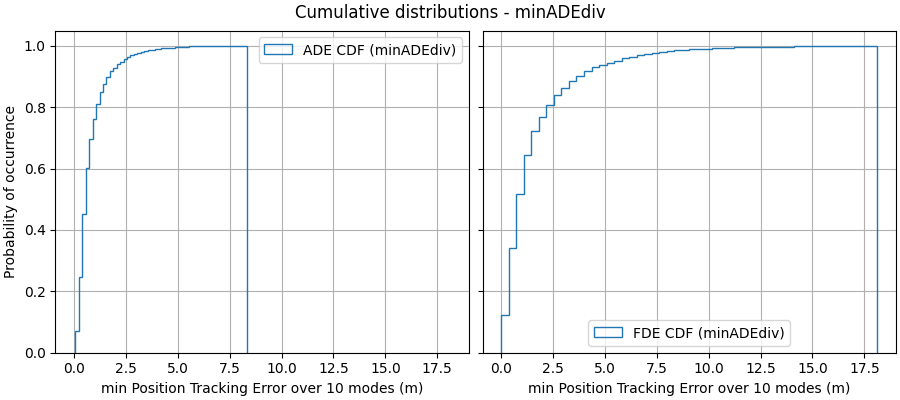 Cumulative distributions - minADEdiv
Probability of occurrence
1.0
0.8
0.6
0.4
0.2
0.0
ADE CDF (minADEdiv)
0.0 2.5 5.0 7.5 10.0 12.5 15.0 17.5
min Position Tracking Error over 10 modes (m)
FDE CDF (minADEdiv)
0.0 2.5 5.0 7.5 10.0 12.5 15.0 17.5
min Position Tracking Error over 10 modes (m)